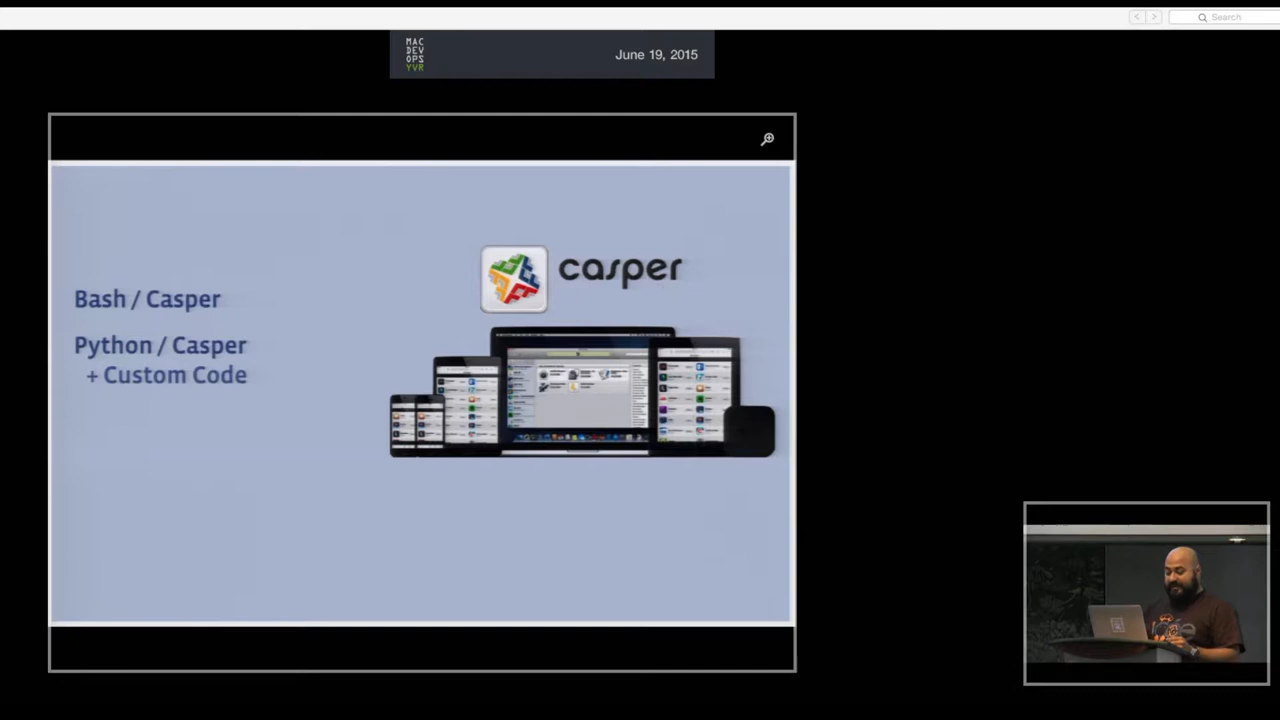 Search
MAC
DEV
OPS
YVR
June 19, 2015
casper
Bash / Casper
Python / Casper
+ Custom Code